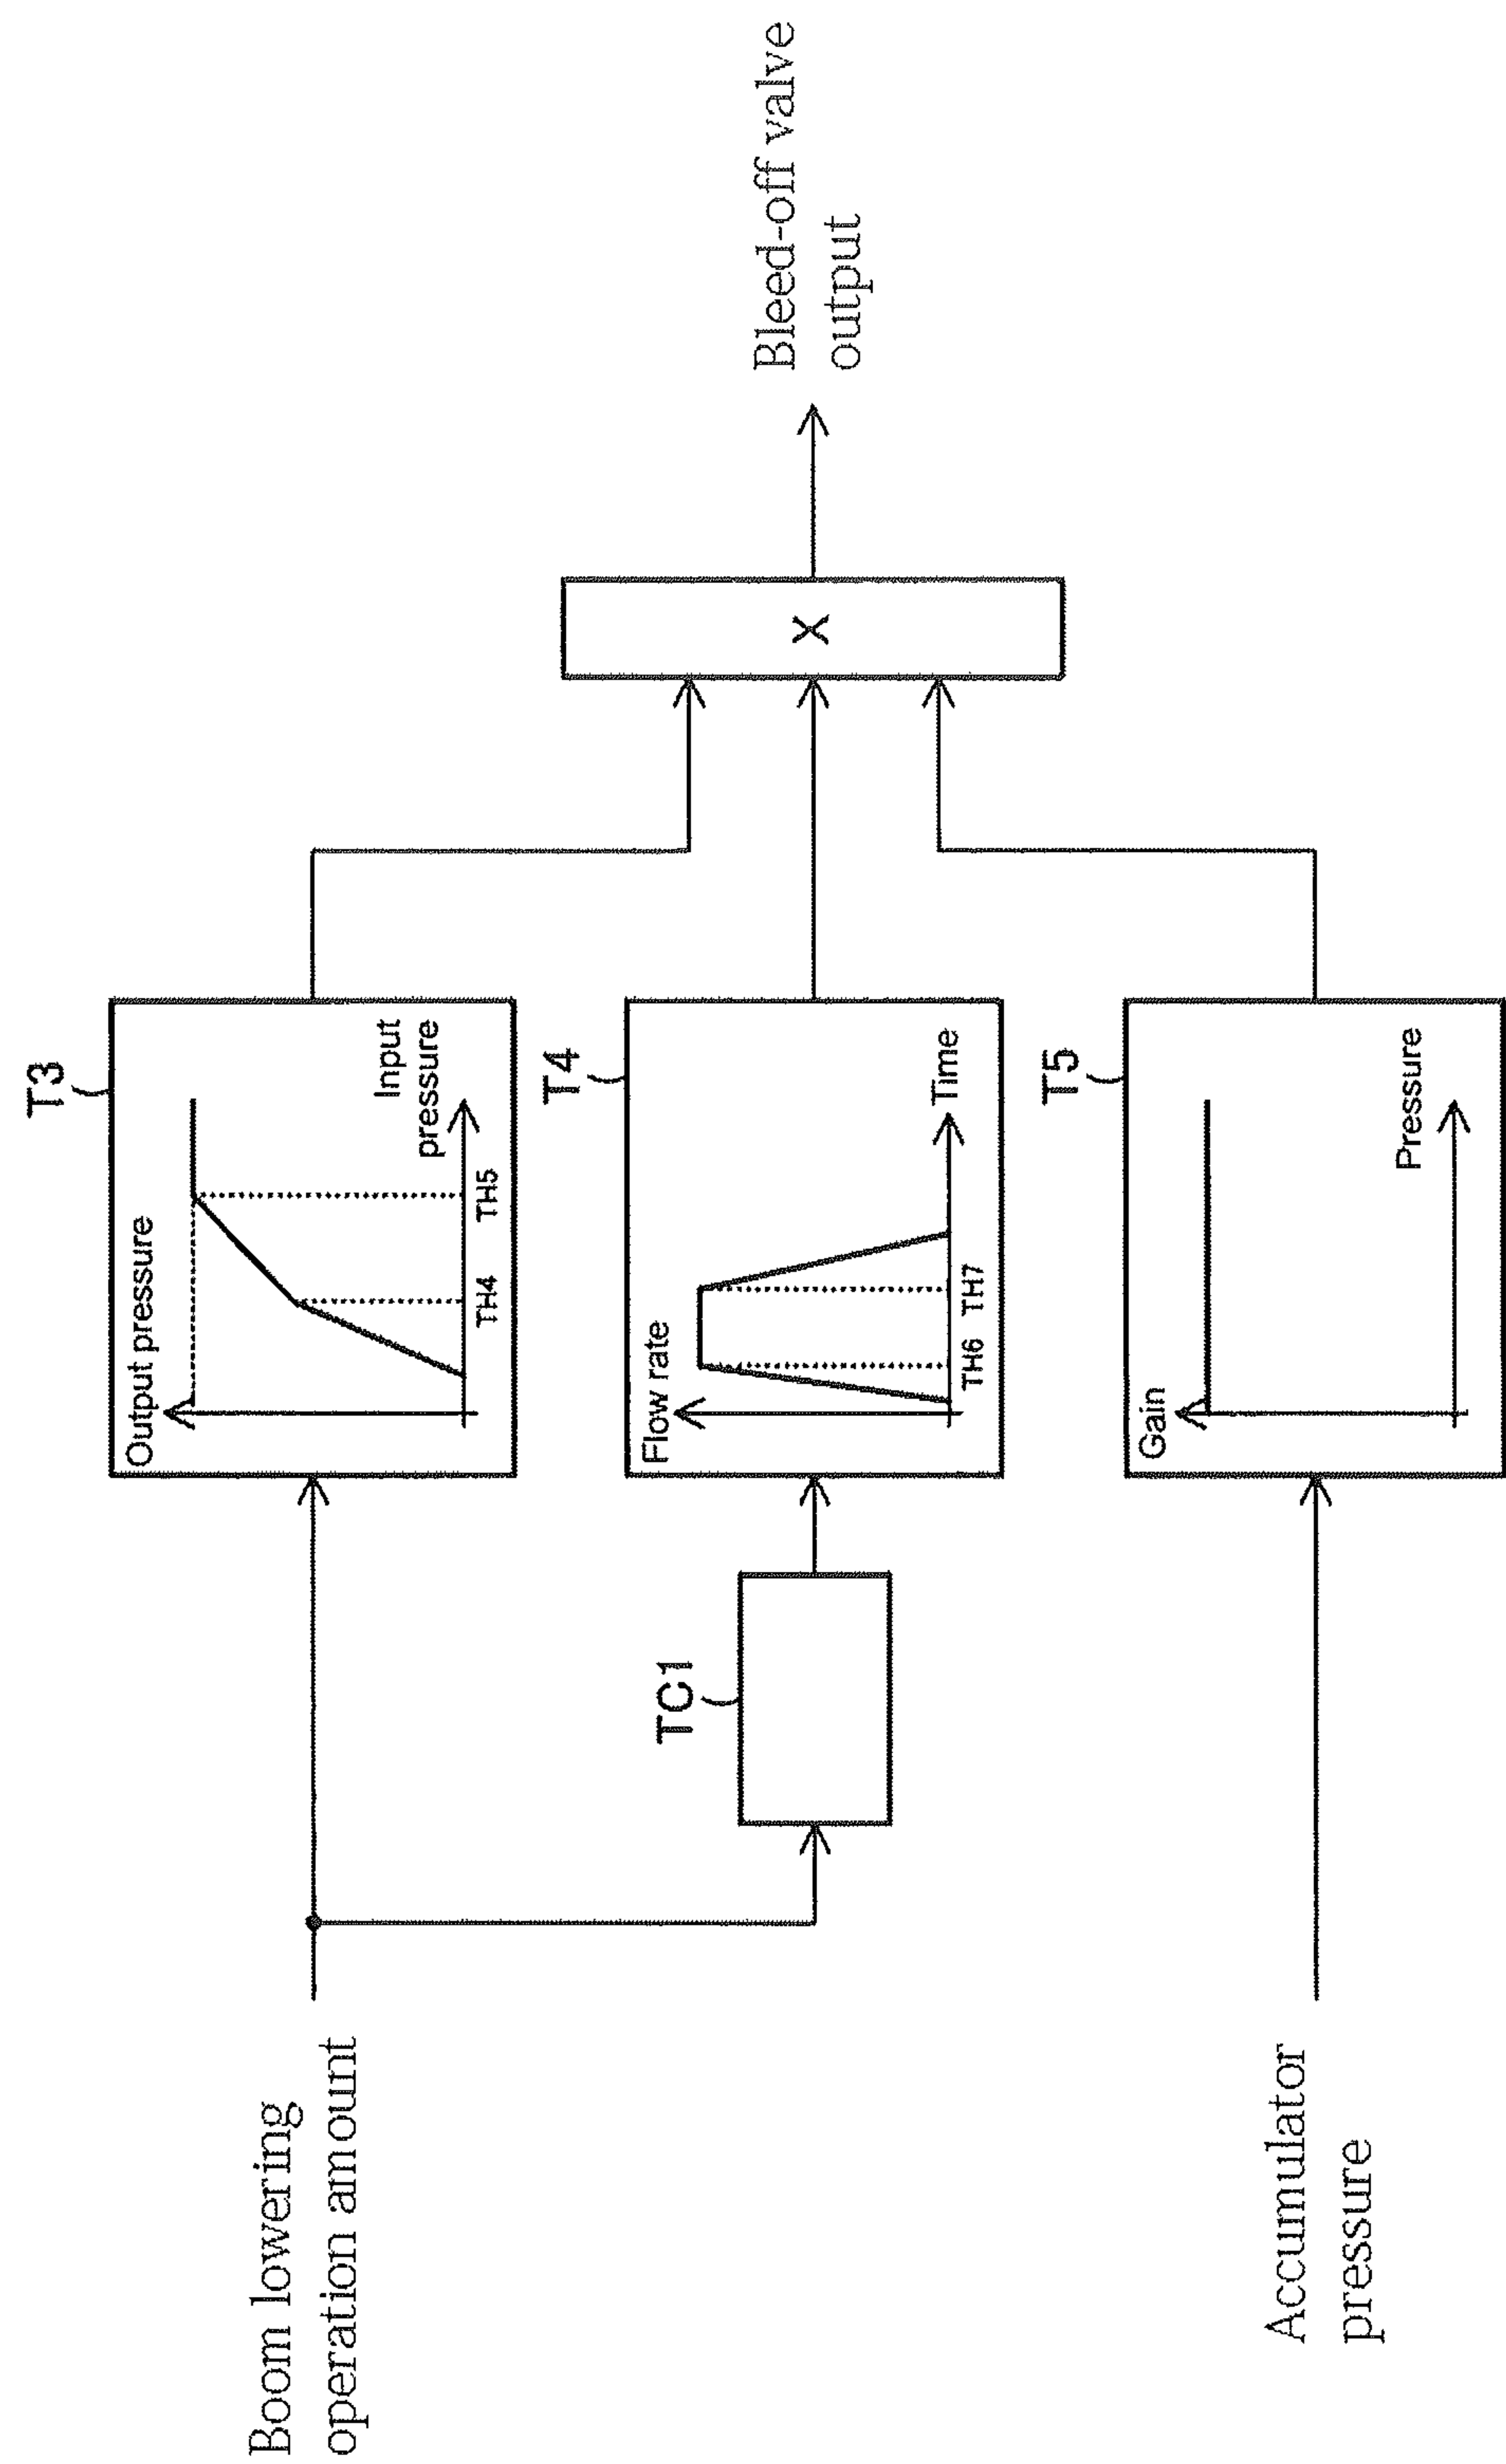 Boom lowering
operation amount
T3
Output pressure
TH4
TH5
Input
pressure
TC1
T4
Flow rate
TH6
TH7
Time
X
Bleed-off valve
output
Accumulator
pressure
T5
Gain
Pressure